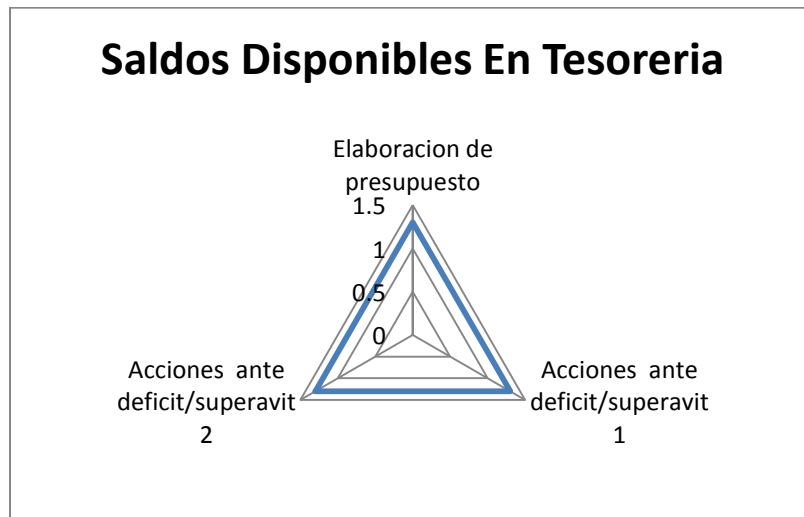 Saldos Disponibles En Tesoreria
Elaboracion de
presupuesto
1.5
1
0.5
0
Acciones  ante
deficit/superavit
2
Acciones  ante
deficit/superavit
1